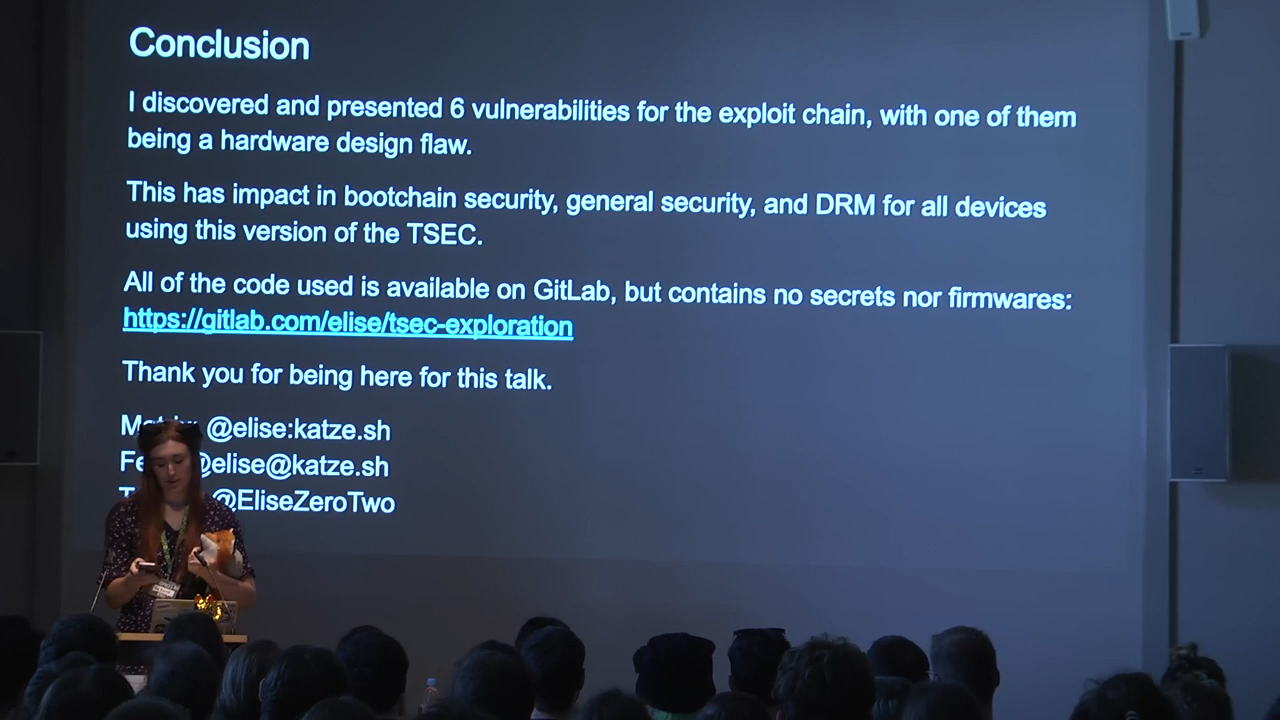 Conclusion
I discovered and presented 6 vulnerabilities for the exploit chain, with one of them
being a hardware design flaw.
This has impact in bootchain security, general security, and DRM for all devices
using this version of the TSEC.
All of the code used is available on GitLab, but contains no secrets nor firmwares:
https://gitlab.com/elise/tsec-exploration
Thank you for being here for this talk.
@elise:katze.sh
@elise@katze.sh
@EliseZeroTwo